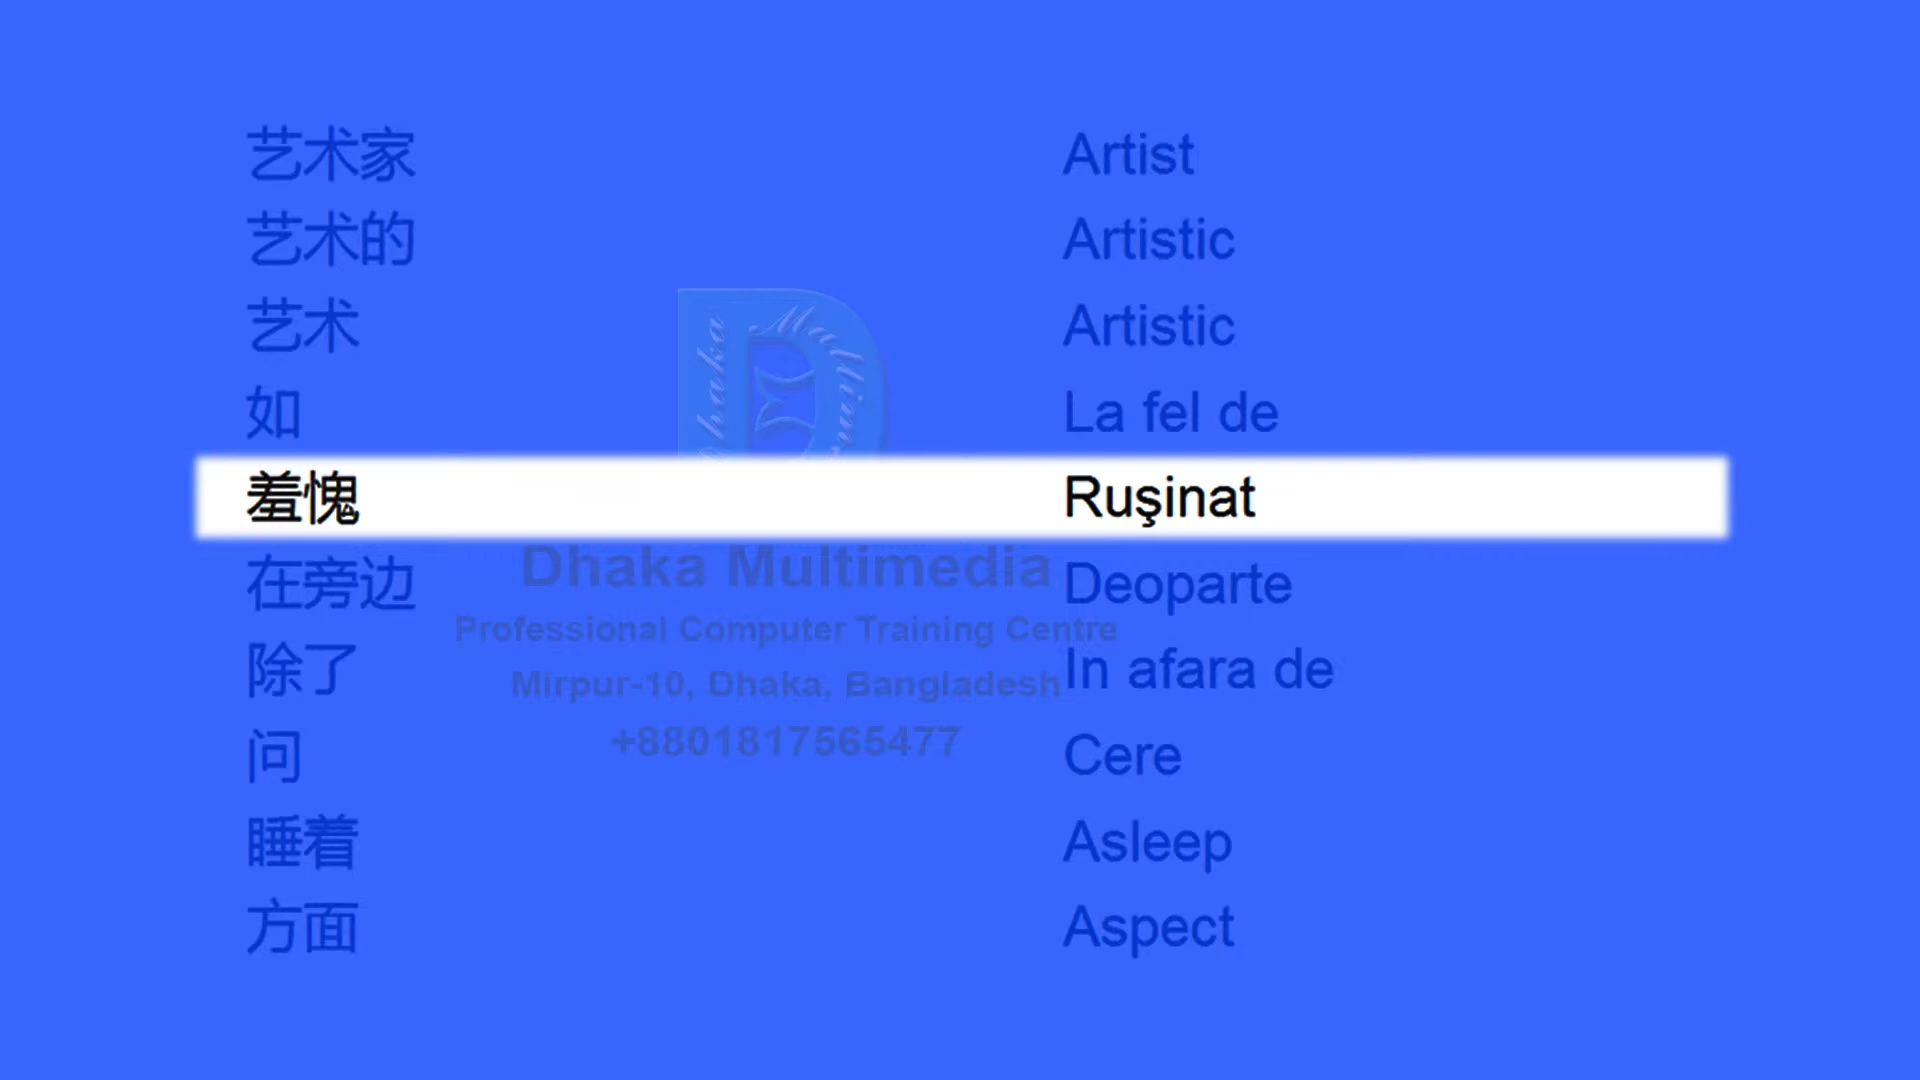 艺术家 Artist
艺术的 Artistic
艺术 Artistic
如 La fel de
羞愧 Ruşinat
在旁边 Deoparte
除了 In afara de
问 Cere
睡着 Asleep
方面 Aspect
Dhaka Multimedia
Professional Computer Training Centre
Mirpur-10, Dhaka, Bangladesh
+8801817565477